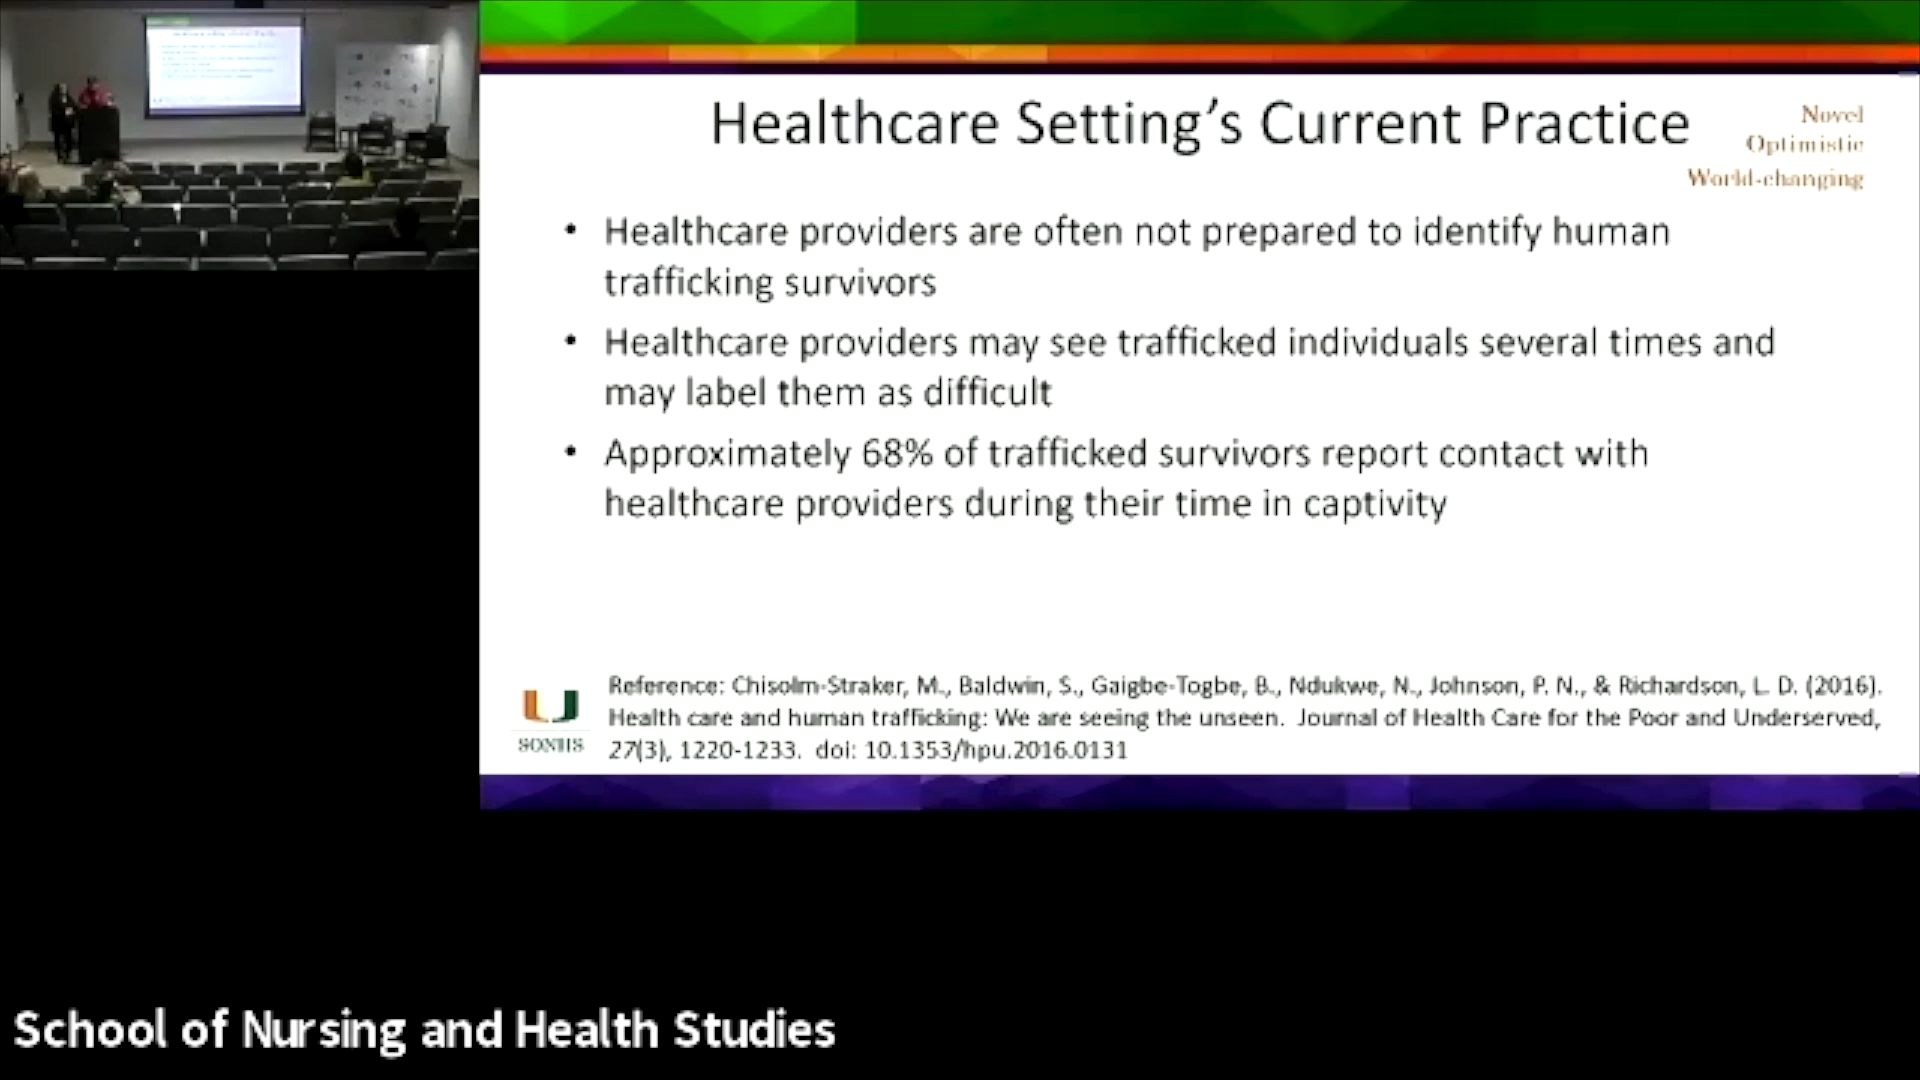 Healthcare Setting's Current Practice
Novel
Optimistic
World-changing
• Healthcare providers are often not prepared to identify human
trafficking survivors
• Healthcare providers may see trafficked individuals several times and
may label them as difficult
• Approximately 68% of trafficked survivors report contact with
healthcare providers during their time in captivity
Reference: Chisolm-Straker, M., Baldwin, S., Gaigbe-Togbe, B., Ndukwe, N., Johnson, P. N., & Richardson, L. D. (2016).
Health care and human trafficking: We are seeing the unseen. Journal of Health Care for the Poor and Underserved,
27(3), 1220-1233. doi: 10.1353/hpu.2016.0131
U
SONHS
School of Nursing and Health Studies